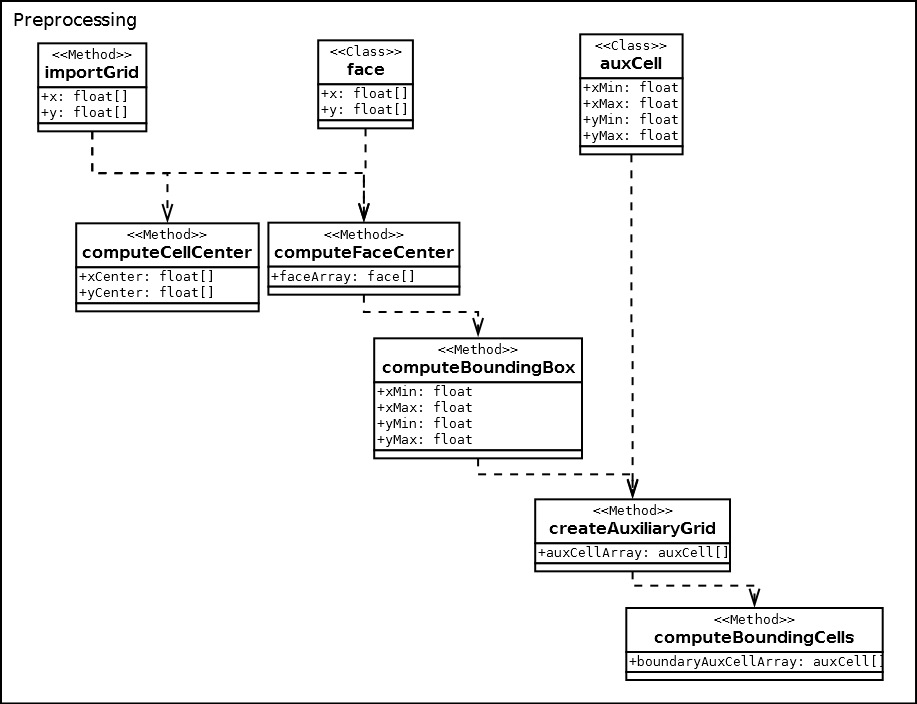 Preprocessing
<<Method>>
importGrid
+x: float[]
+y: float[]
<<Class>>
face
+x: float[]
+y: float[]
<<Class>>
auxCell
+xMin: float
+xMax: float
+yMin: float
+yMax: float
<<Method>>
computeCellCenter
+xCenter: float[]
+yCenter: float[]
<<Method>>
computeFaceCenter
+faceArray: face[]
<<Method>>
computeBoundingBox
+xMin: float
+xMax: float
+yMin: float
+yMax: float
<<Method>>
createAuxiliaryGrid
+auxCellArray: auxCell[]
<<Method>>
computeBoundingCells
+boundaryAuxCellArray: auxCell[]